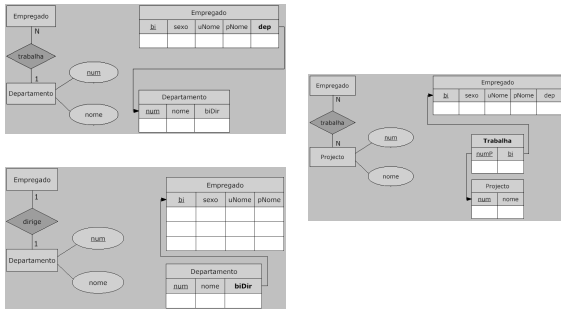 Empregado
N
trabalha
1
Departamento
num
nome
Empregado
bi sexo uNome pNome dep
Departamento
num nome biDir
Empregado
1
dirige
1
Departamento
num
nome
Empregado
bi sexo uNome pNome
Departamento
num nome biDir
Empregado
N
trabalha
N
Projecto
num
nome
Empregado
bi sexo uNome pNome dep
Trabalha
numP bi
Projecto
num nome